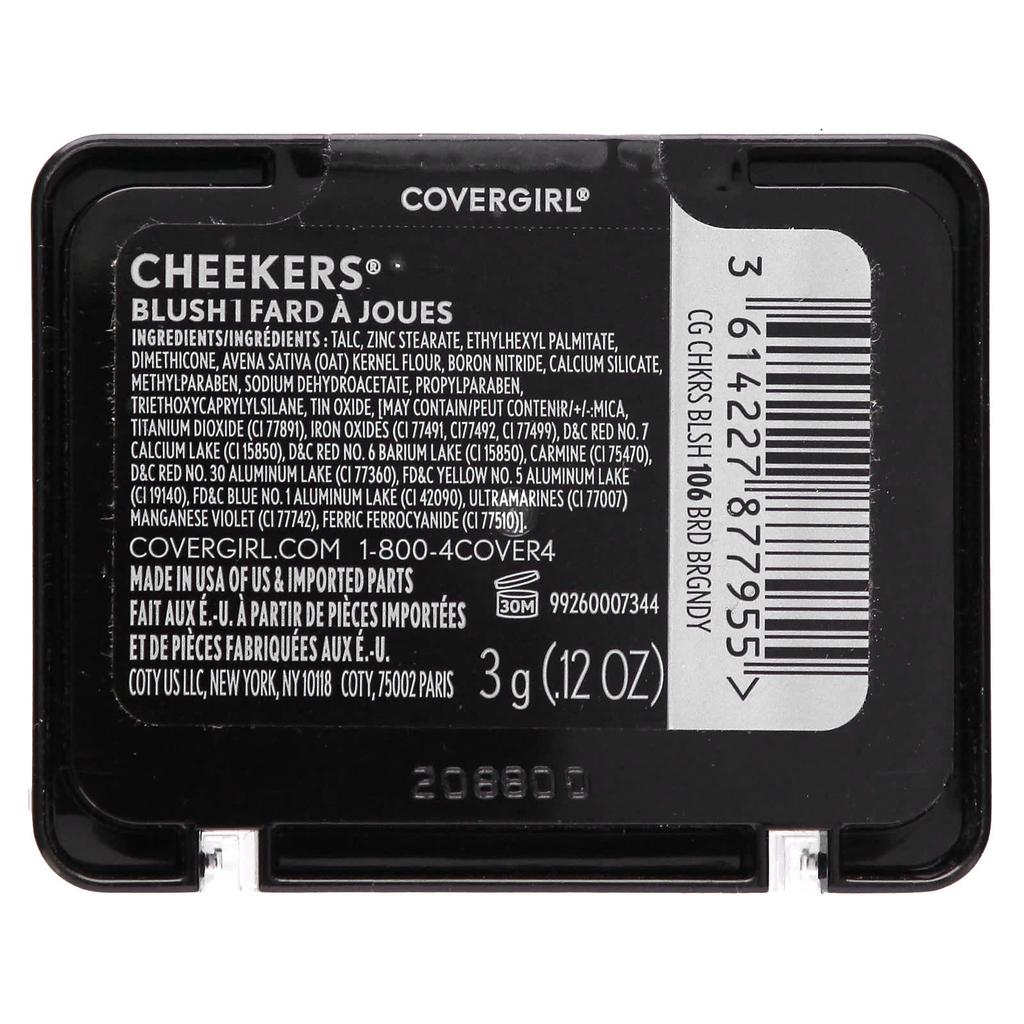 COVERGIRL®
CHEEKERS®
BLUSH | FARD À JOUES
INGREDIENTS/INGRÉDIENTS : TALC, ZINC STEARATE, ETHYLHEXYL PALMITATE,
DIMETHICONE, AVENA SATIVA (OAT) KERNEL FLOUR, BORON NITRIDE, CALCIUM SILICATE,
METHYLPARABEN, SODIUM DEHYDROACETATE, PROPYLPARABEN,
TRIETHOXYCAPRYLYLSILANE, TIN OXIDE, [MAY CONTAIN/PEUT CONTENIR/+/-:MICA,
TITANIUM DIOXIDE (CI 77891), IRON OXIDES (CI 77491, CI77492, CI 77499), D&C RED NO. 7
CALCIUM LAKE (CI 15850), D&C RED NO. 6 BARIUM LAKE (CI 15850), CARMINE (CI 75470),
D&C RED NO. 30 ALUMINUM LAKE (CI 77360), FD&C YELLOW NO. 5 ALUMINUM LAKE
(CI 19140), FD&C BLUE NO. 1 ALUMINUM LAKE (CI 42090), ULTRAMARINES (CI 77007)
MANGANESE VIOLET (CI 77742), FERRIC FERROCYANIDE (CI 77510)].
COVERGIRL.COM 1-800-4COVER4
MADE IN USA OF US & IMPORTED PARTS
FAIT AUX É.-U. À PARTIR DE PIÈCES IMPORTÉES
ET DE PIÈCES FABRIQUÉES AUX É.-U.
COTY US LLC, NEW YORK, NY 10118 COTY, 75002 PARIS
30M
99260007344
3 g (.12 OZ)
CG CHKRS BLSH 106 BRD BRGNDY
3 614227 877955 >
208800